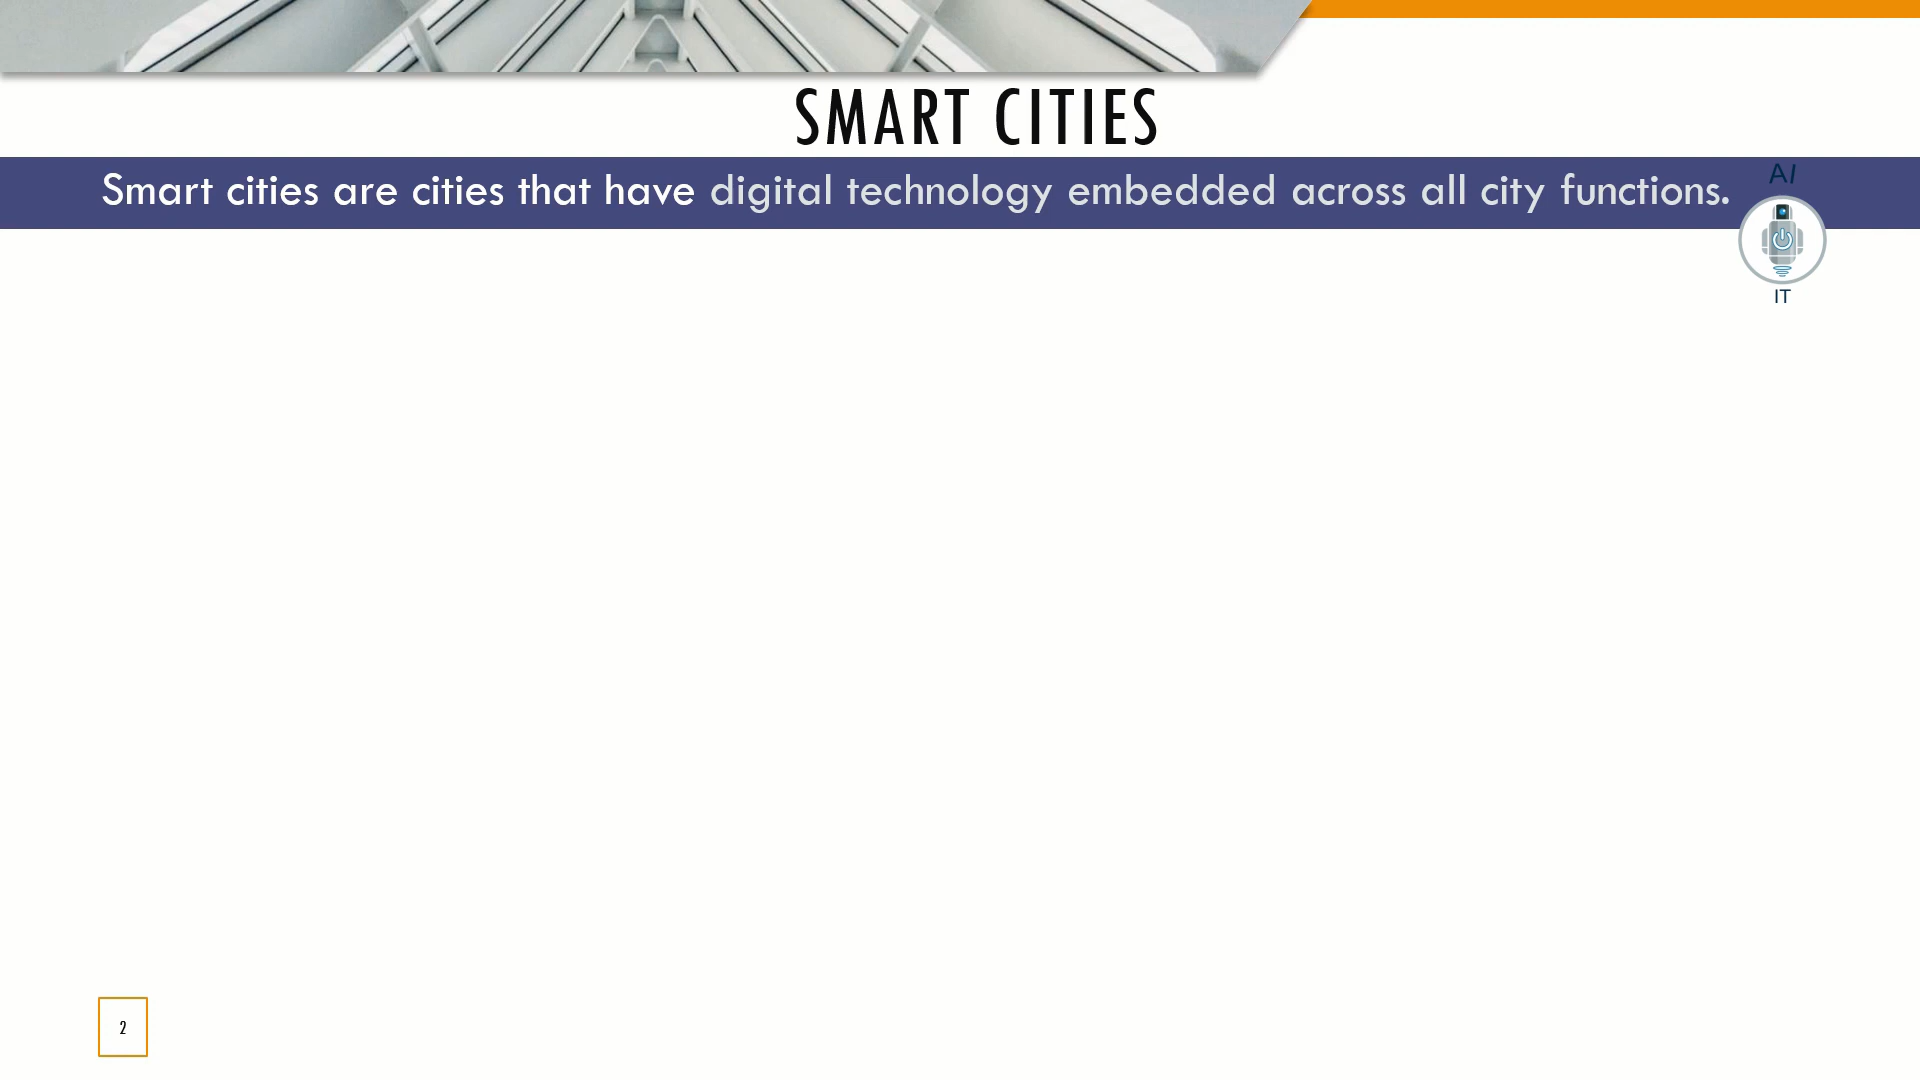 SMART CITIES
Smart cities are cities that have digital technology embedded across all city functions.
AI
IT
2